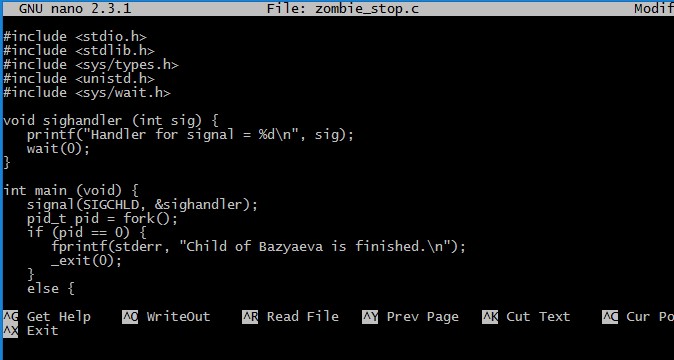 GNU nano 2.3.1 File: zombie_stop.c Modif
#include <stdio.h>
#include <stdlib.h>
#include <sys/types.h>
#include <unistd.h>
#include <sys/wait.h>
void sighandler (int sig) {
printf("Handler for signal = %d\n", sig);
wait(0);
}
int main (void) {
signal(SIGCHLD, &sighandler);
pid_t pid = fork();
if (pid == 0) {
fprintf(stderr, "Child of Bazyaeva is finished.\n");
_exit(0);
}
else {
^G Get Help ^O WriteOut ^R Read File ^Y Prev Page ^K Cut Text ^C Cur Po
^X Exit